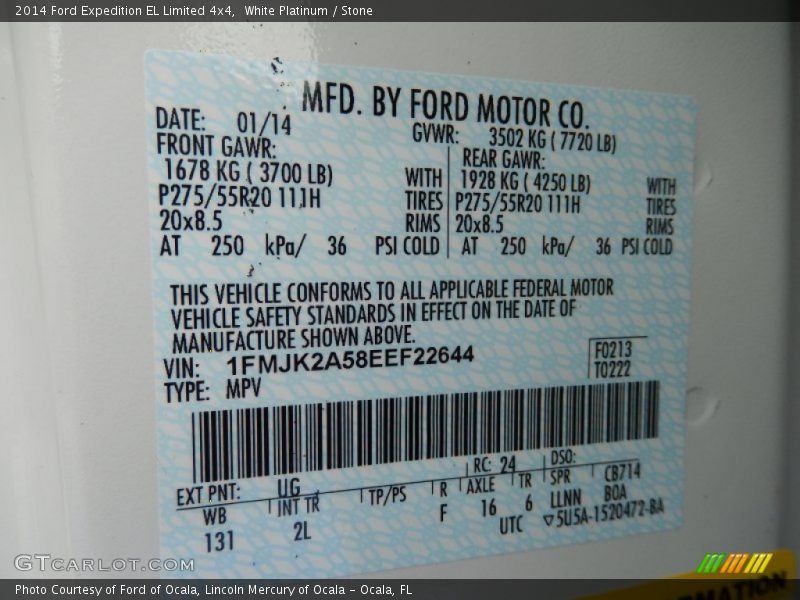 2014 Ford Expedition EL Limited 4x4,  White Platinum / Stone
MFD. BY FORD MOTOR CO.
DATE: 01/14 GVWR: 3502 KG ( 7720 LB)
FRONT GAWR: REAR GAWR:
1678 KG ( 3700 LB) WITH 1928 KG ( 4250 LB) WITH
P275/55R20 111H TIRES P275/55R20 111H TIRES
20x8.5 RIMS 20x8.5 RIMS
AT 250 kPa/ 36 PSI COLD AT 250 kPa/ 36 PSI COLD
THIS VEHICLE CONFORMS TO ALL APPLICABLE FEDERAL MOTOR
VEHICLE SAFETY STANDARDS IN EFFECT ON THE DATE OF
MANUFACTURE SHOWN ABOVE.
VIN: 1FMJK2A58EEF22644 F0213
TYPE: MPV T0222
EXT PNT: UG RC: 24 DSO:
WB INT TR TP/PS R AXLE TR SPR CB714
131 2L F 16 6 LLNN BOA
UTC ▽5U5A-1520472-BA
GTCARLOT.COM
Photo Courtesy of Ford of Ocala, Lincoln Mercury of Ocala – Ocala, FL